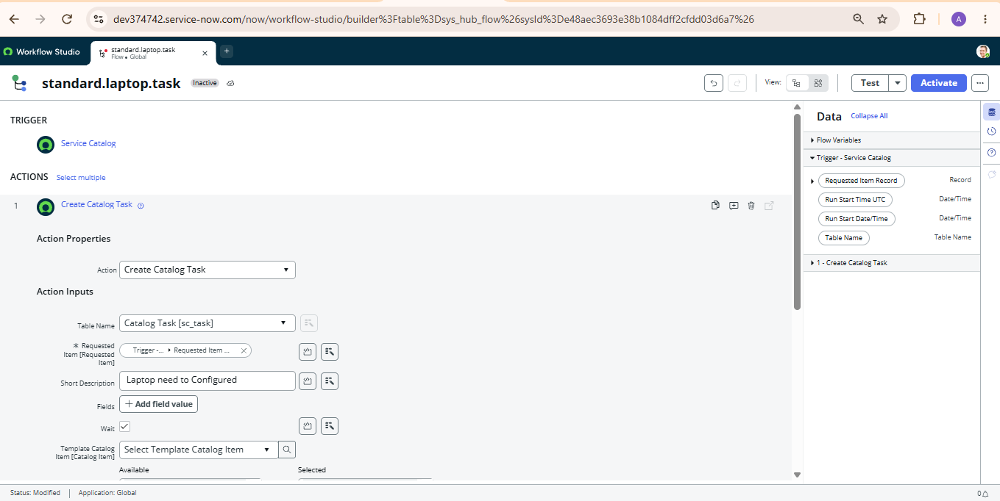 dev374742.service-now.com/now/workflow-studio/builder%3Ftable%3Dsys_hub_flow%26sysId%3De48aec3693e38b1084dff2cfdd03d6a7%26
A
Workflow Studio
standard.laptop.task
Flow • Global
standard.laptop.task
Inactive
View:
Test
Activate
TRIGGER
Service Catalog
ACTIONS Select multiple
1
Create Catalog Task
Action Properties
Action
Create Catalog Task
Action Inputs
Table Name
Catalog Task [sc_task]
* Requested
Item [Requested
Item]
Trigger -... Requested Item ...
Short Description
Laptop need to Configured
Fields
+ Add field value
Wait
Template Catalog
Item [Catalog Item]
Select Template Catalog Item
Available
Selected
Data Collapse All
Flow Variables
Trigger - Service Catalog
Requested Item Record Record
Run Start Time UTC Date/Time
Run Start Date/Time Date/Time
Table Name Table Name
1 - Create Catalog Task
Status: Modified | Application: Global
0